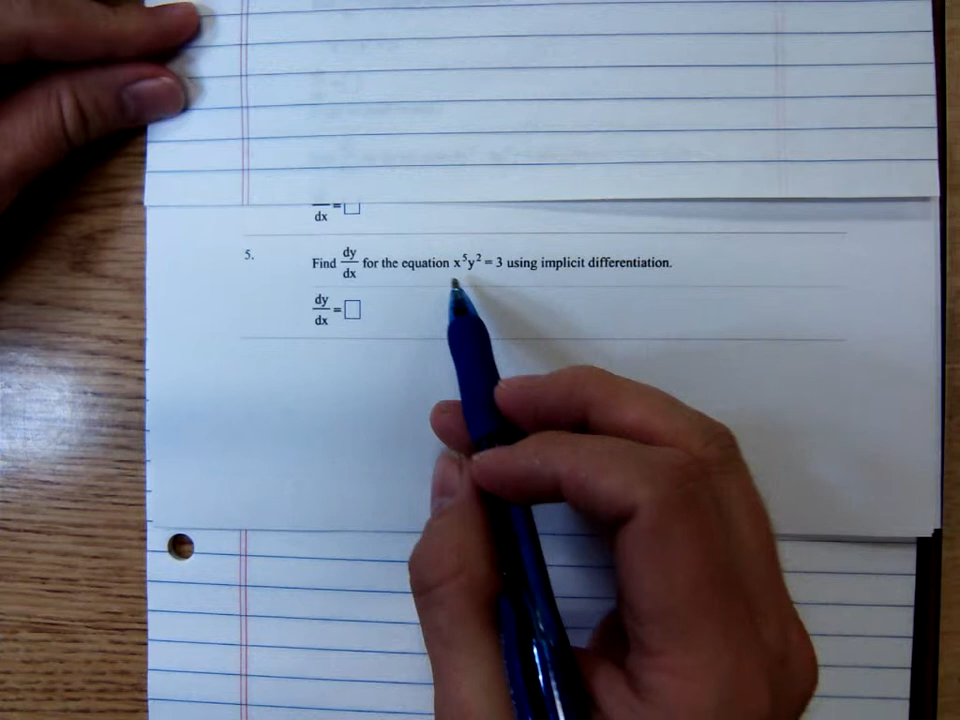 dx = □
5.
Find dy/dx for the equation x⁵y² = 3 using implicit differentiation.
dy/dx = □